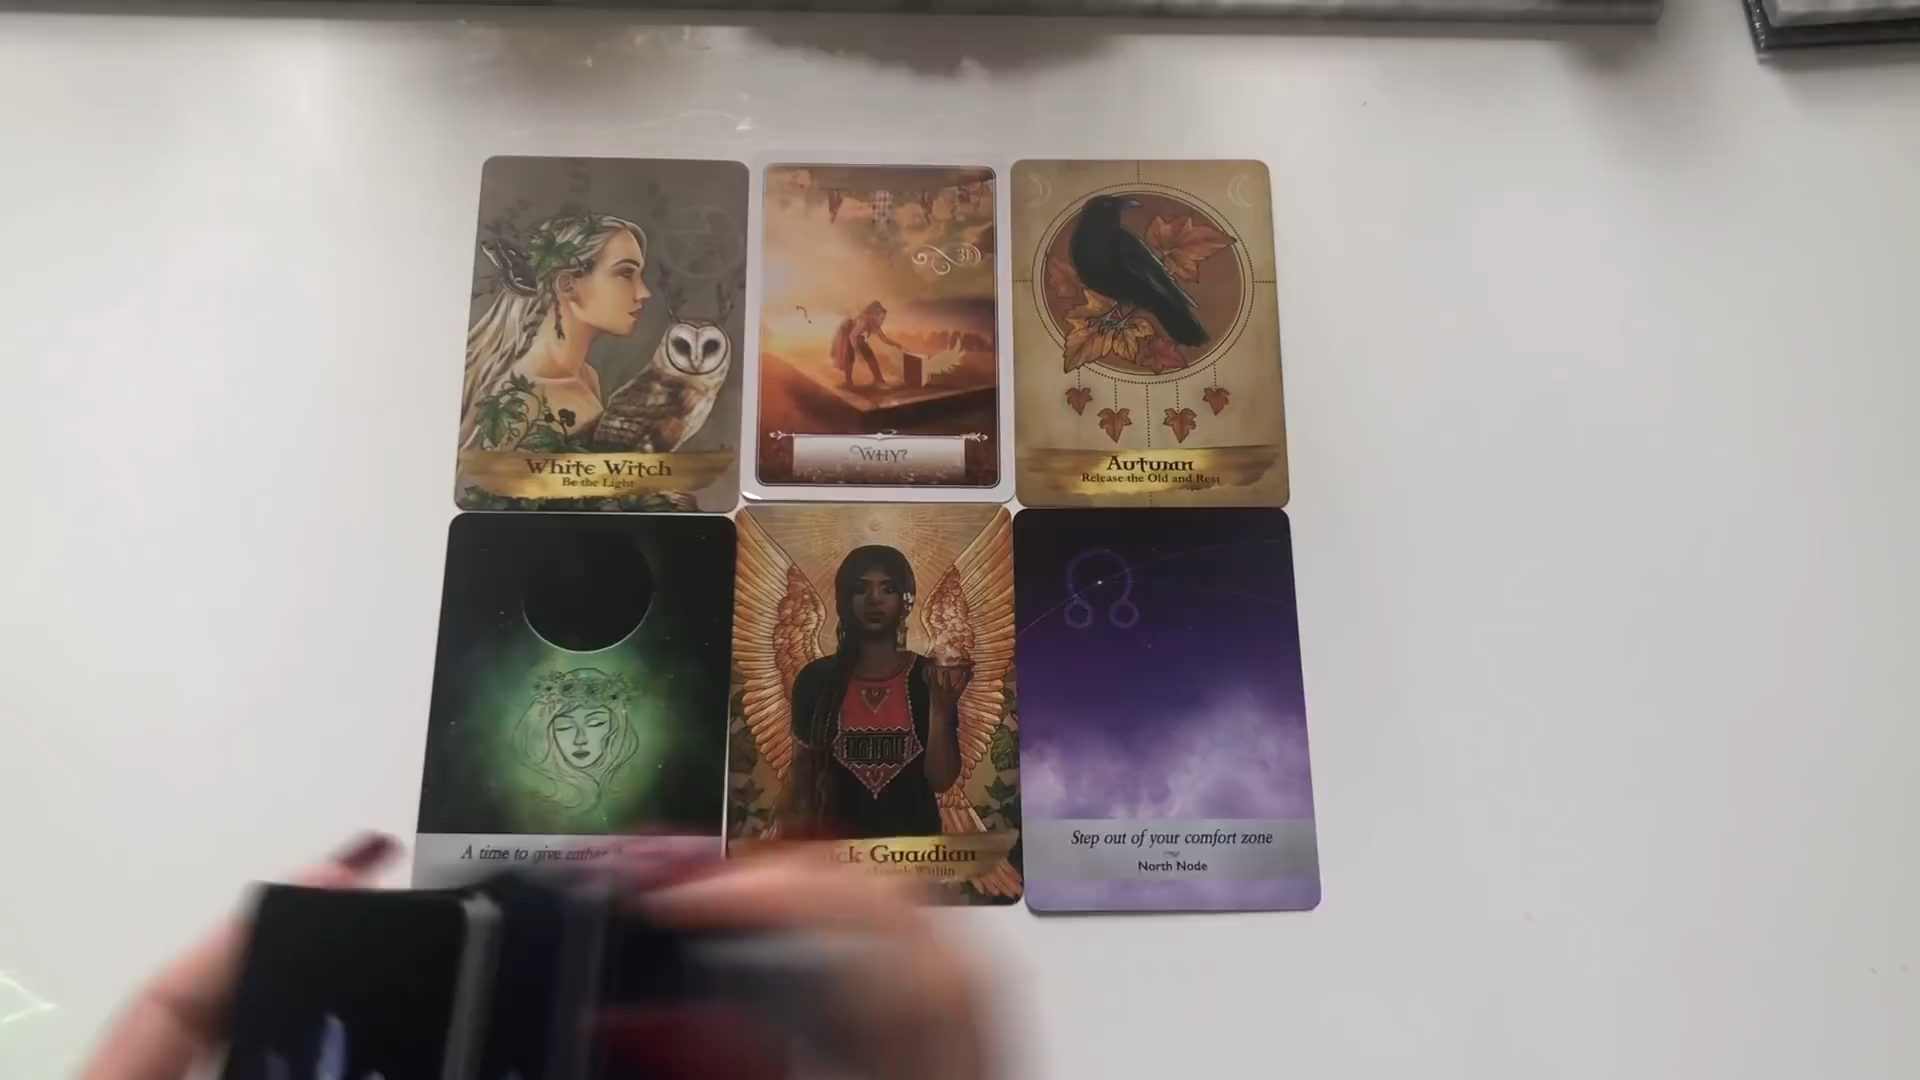 White Witch
Be the Light
31
WHY?
Autumn
Release the Old and Rest
A time to give
Guardian
Step out of your comfort zone
North Node